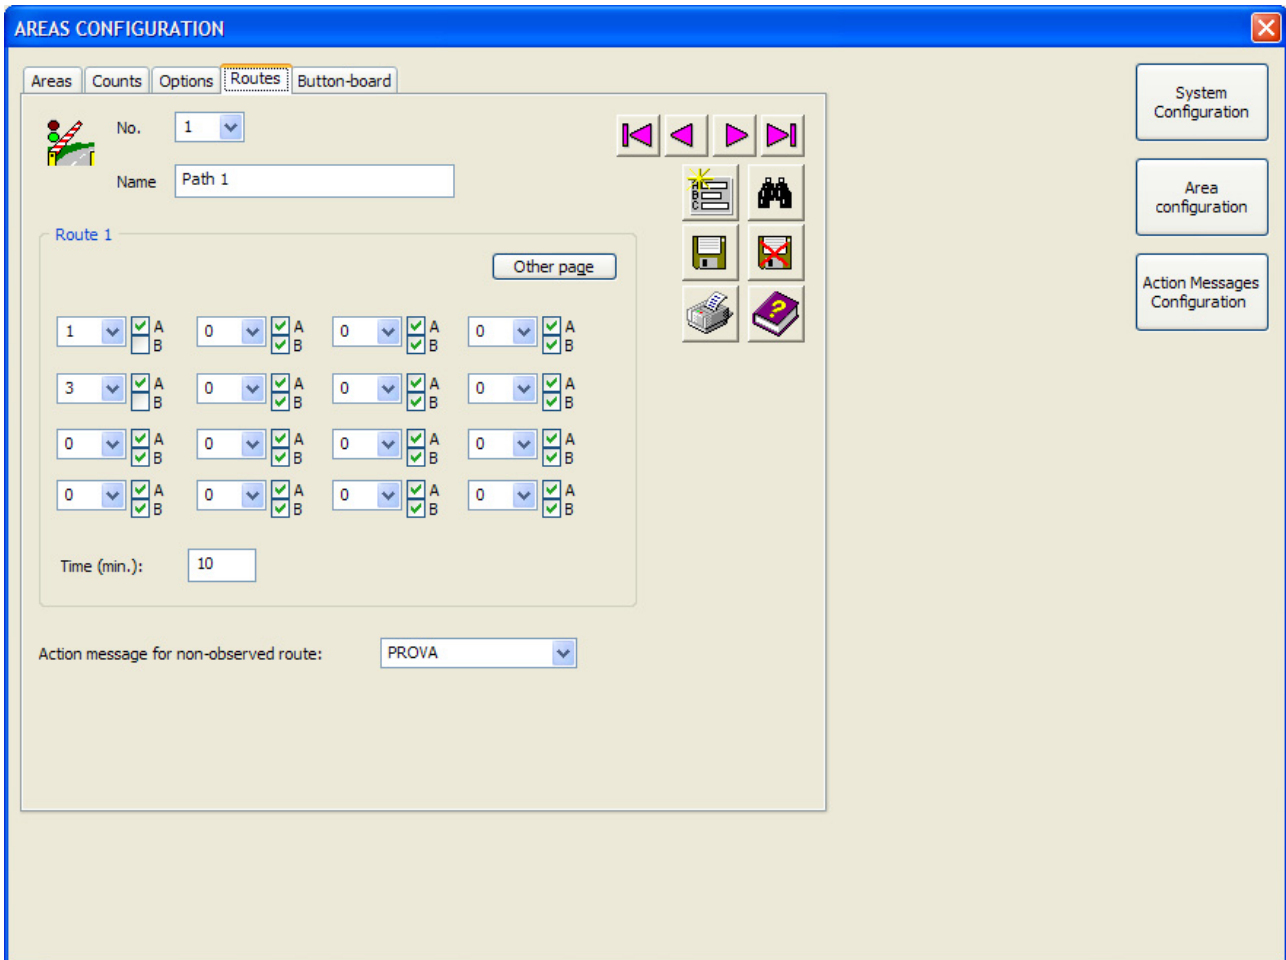 AREAS CONFIGURATION
Areas Counts Options Routes Button-board
No. 1
Name Path 1
Route 1
Other page
1 A B 0 A B 0 A B 0 A B
3 A B 0 A B 0 A B 0 A B
0 A B 0 A B 0 A B 0 A B
0 A B 0 A B 0 A B 0 A B
Time (min.): 10
Action message for non-observed route: PROVA
A
B
C
?
System
Configuration
Area
configuration
Action Messages
Configuration